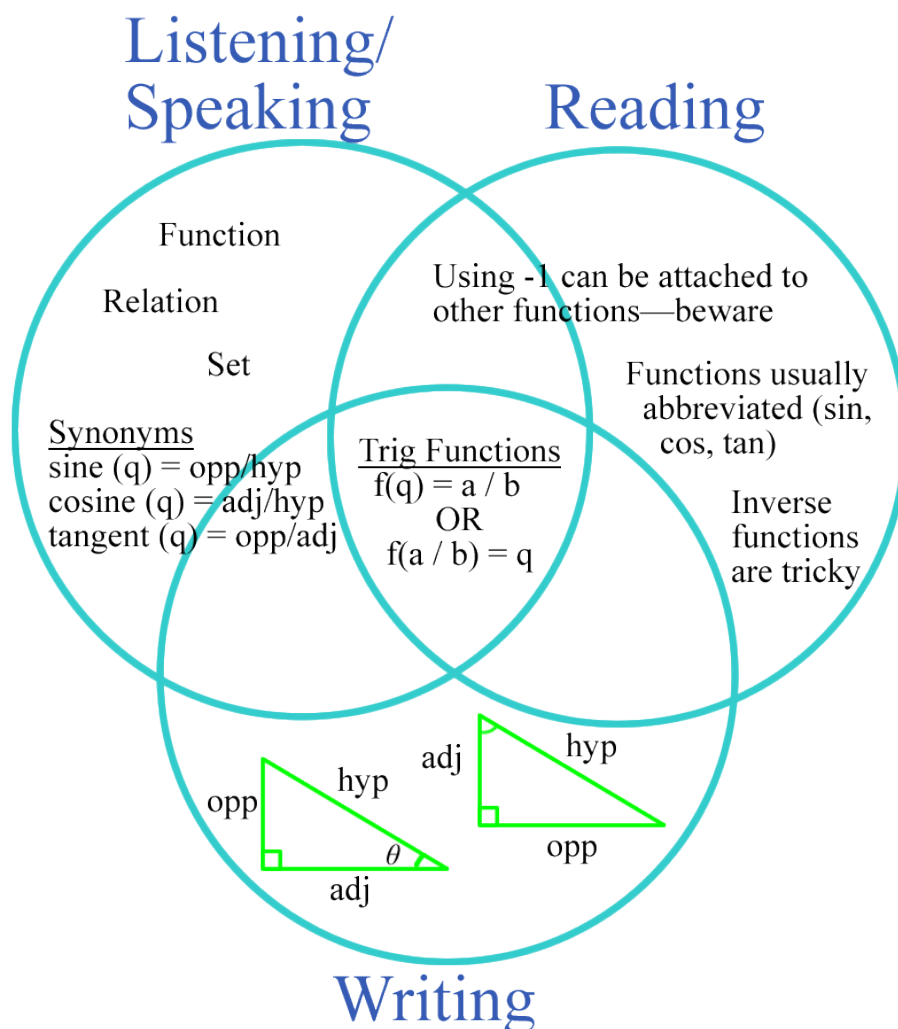 Listening/
Speaking
Reading
Function
Relation
Set
Synonyms
sine (q) = opp/hyp
cosine (q) = adj/hyp
tangent (q) = opp/adj
Using -1 can be attached to
other functions—beware
Functions usually
abbreviated (sin,
cos, tan)
Inverse
functions
are tricky
Trig Functions
f(q) = a / b
OR
f(a / b) = q
opp
hyp
θ
adj
adj
hyp
opp
Writing